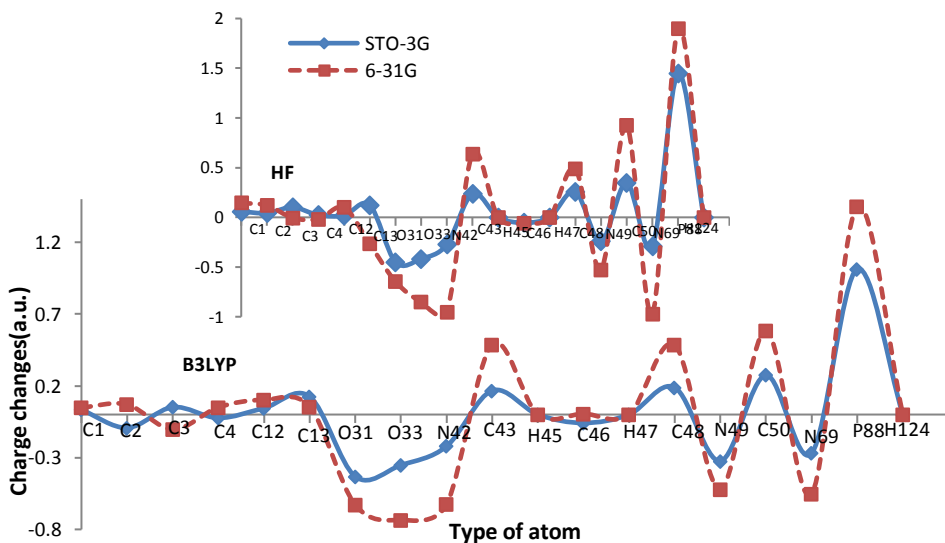 2
STO-3G
6-31G
1.5
1
0.5
HF
0
C1
C2
C3
C4
C12
C13
O31
O33
N42
C43
H45
C46
H47
C48
N49
C50
N69
P88
H124
-0.5
-1
1.2
0.7
0.2
-0.3
-0.8
Charge changes(a.u.)
B3LYP
C1
C2
C3
C4
C12
C13
O31
O33
N42
C43
H45
C46
H47
C48
N49
C50
N69
P88
H124
Type of atom